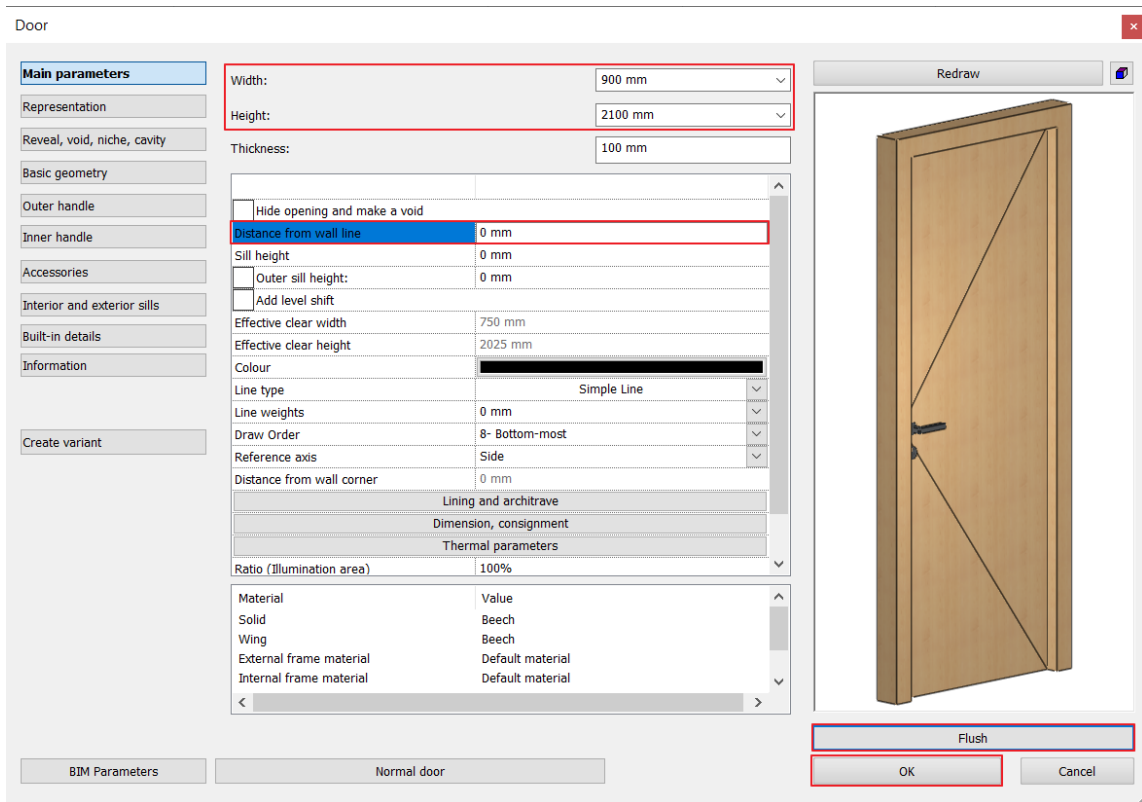 Door
Main parameters
Representation
Reveal, void, niche, cavity
Basic geometry
Outer handle
Inner handle
Accessories
Interior and exterior sills
Built-in details
Information
Create variant
Width: 900 mm
Height: 2100 mm
Thickness: 100 mm
Hide opening and make a void
Distance from wall line 0 mm
Sill height 0 mm
Outer sill height: 0 mm
Add level shift
Effective clear width 750 mm
Effective clear height 2025 mm
Colour
Line type Simple Line
Line weights 0 mm
Draw Order 8- Bottom-most
Reference axis Side
Distance from wall corner 0 mm
Lining and architrave
Dimension, consignment
Thermal parameters
Ratio (Illumination area) 100%
Material Value
Solid Beech
Wing Beech
External frame material Default material
Internal frame material Default material
Redraw
Flush
BIM Parameters Normal door OK Cancel